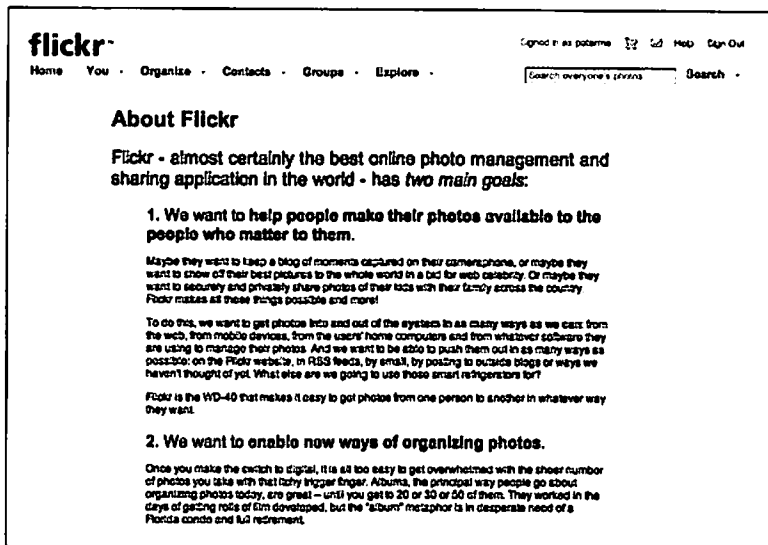 flickr™
Signed in as poterma Help Sign Out
Home You Organize Contacts Groups Explore
Search everyone's photos Search
About Flickr
Flickr - almost certainly the best online photo management and
sharing application in the world - has two main goals:
1. We want to help people make their photos available to the
people who matter to them.
Maybe they want to keep a blog of moments captured on their cameraphone, or maybe they
want to show off their best pictures to the whole world in a bid for web celebrity. Or maybe they
want to securely and privately share photos of their kids with their family across the country.
Flickr makes all these things possible and more!
To do this, we want to get photos into and out of the system in as many ways as we can: from
the web, from mobile devices, from the users' home computers and from whatever software they
are using to manage their photos. And we want to be able to push them out in as many ways as
possible: on the Flickr website, in RSS feeds, by email, by posting to outside blogs or ways we
haven't thought of yet. What else are we going to use those smart refrigerators for?
Flickr is the WD-40 that makes it easy to get photos from one person to another in whatever way
they want.
2. We want to enable new ways of organizing photos.
Once you make the switch to digital, it is all too easy to get overwhelmed with the sheer number
of photos you take with that itchy trigger finger. Albums, the principal way people go about
organizing photos today, are great -- until you get to 20 or 30 or 50 of them. They worked in the
days of getting rolls of film developed, but the "album" metaphor is in desperate need of a
Florida condo and full retirement.